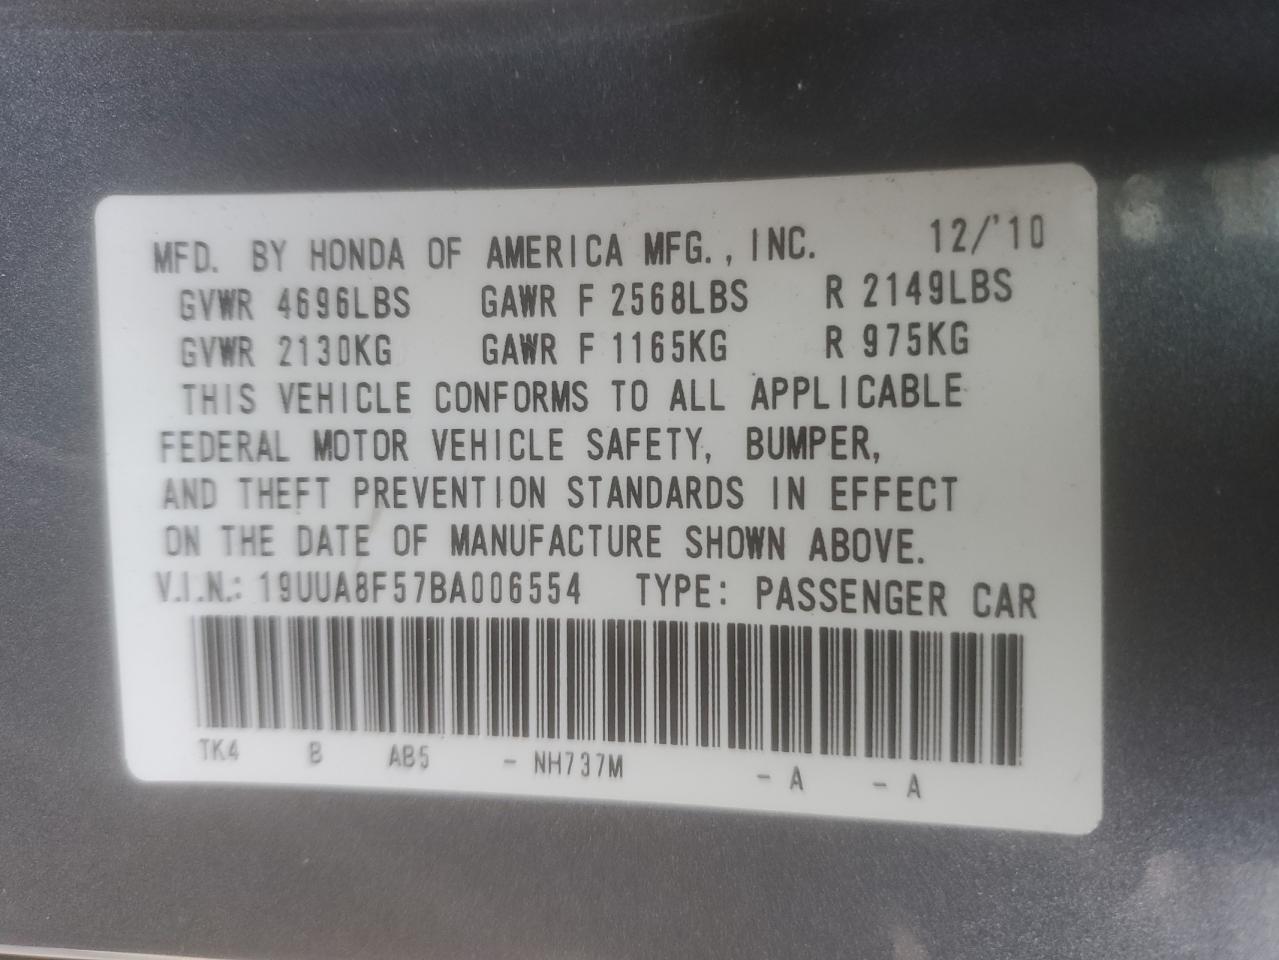 MFD. BY HONDA OF AMERICA MFG., INC. 12/'10
GVWR 4696LBS GAWR F 2568LBS R 2149LBS
GVWR 2130KG GAWR F 1165KG R 975KG
THIS VEHICLE CONFORMS TO ALL APPLICABLE
FEDERAL MOTOR VEHICLE SAFETY, BUMPER,
AND THEFT PREVENTION STANDARDS IN EFFECT
ON THE DATE OF MANUFACTURE SHOWN ABOVE.
V.I.N.: 19UUA8F57BA006554 TYPE: PASSENGER CAR
TK4 B AB5 - NH737M - A - A